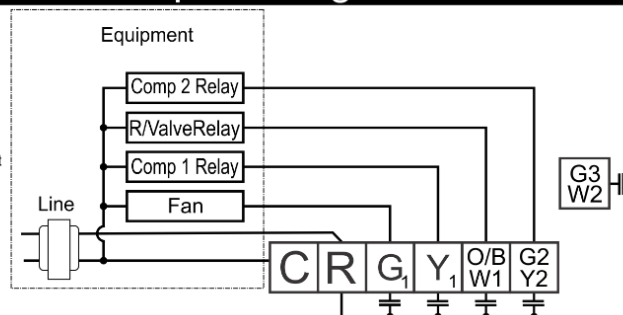 Equipment
Comp 2 Relay
R/ValveRelay
Comp 1 Relay
Fan
Line
G3
W2
C R G1 Y1 O/B W1 G2 Y2